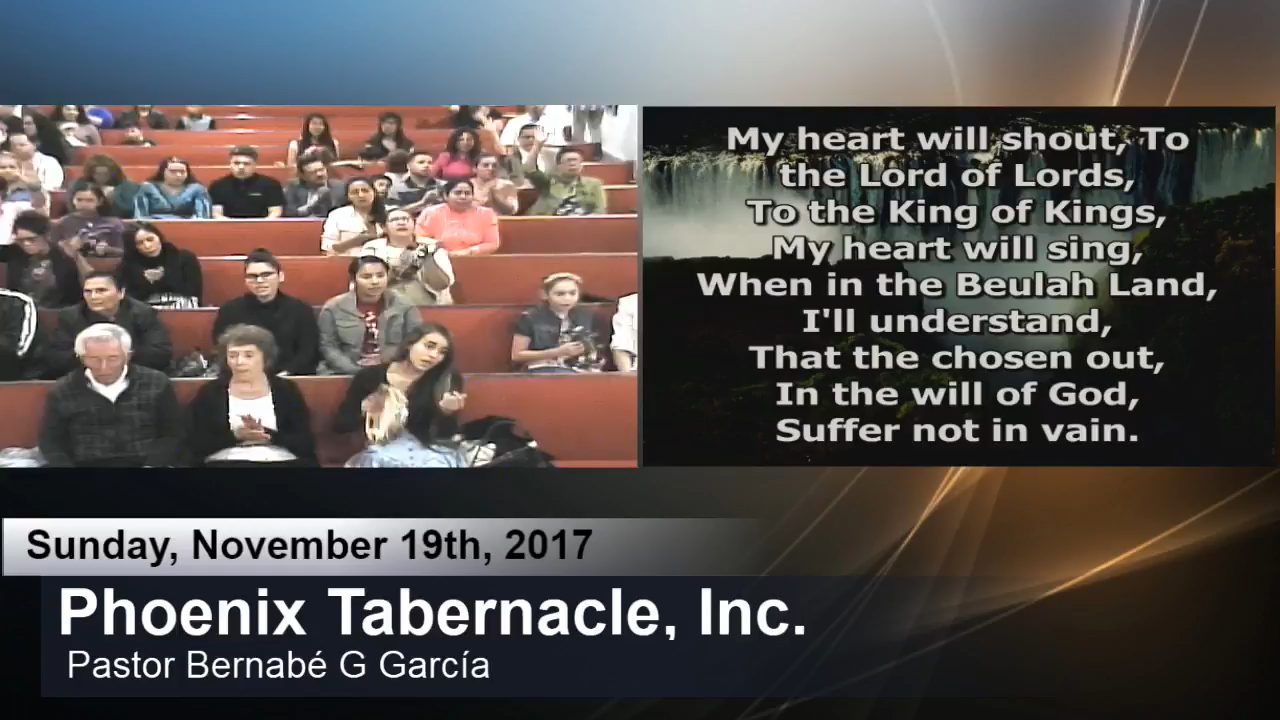 My heart will shout, To
the Lord of Lords,
To the King of Kings,
My heart will sing,
When in the Beulah Land,
I'll understand,
That the chosen out,
In the will of God,
Suffer not in vain.
Sunday, November 19th, 2017
Phoenix Tabernacle, Inc.
Pastor Bernabé G García